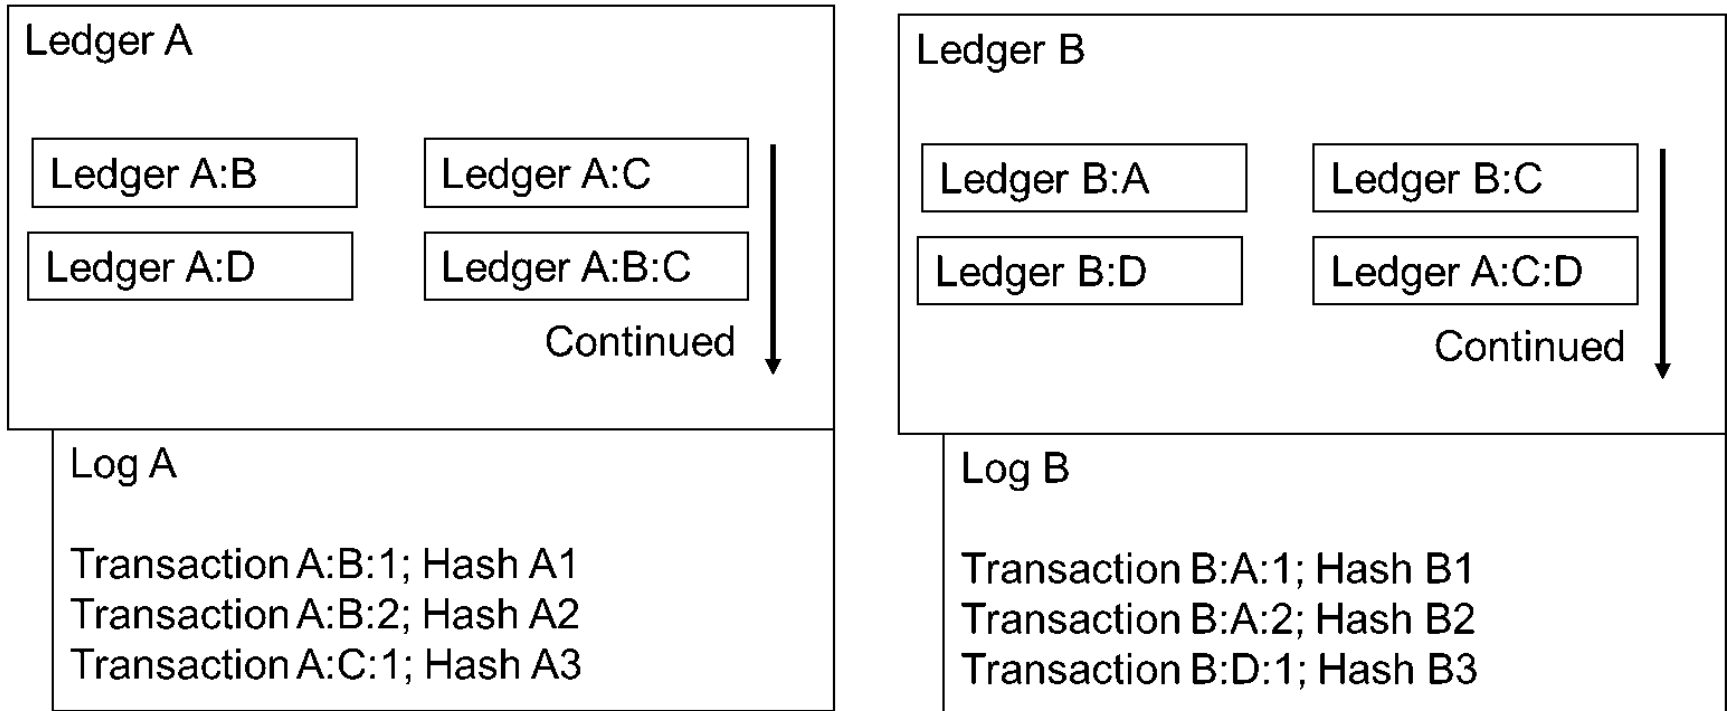 Ledger A
Ledger A:B
Ledger A:C
Ledger A:D
Ledger A:B:C
Continued
Log A
Transaction A:B:1; Hash A1
Transaction A:B:2; Hash A2
Transaction A:C:1; Hash A3
Ledger B
Ledger B:A
Ledger B:C
Ledger B:D
Ledger A:C:D
Continued
Log B
Transaction B:A:1; Hash B1
Transaction B:A:2; Hash B2
Transaction B:D:1; Hash B3